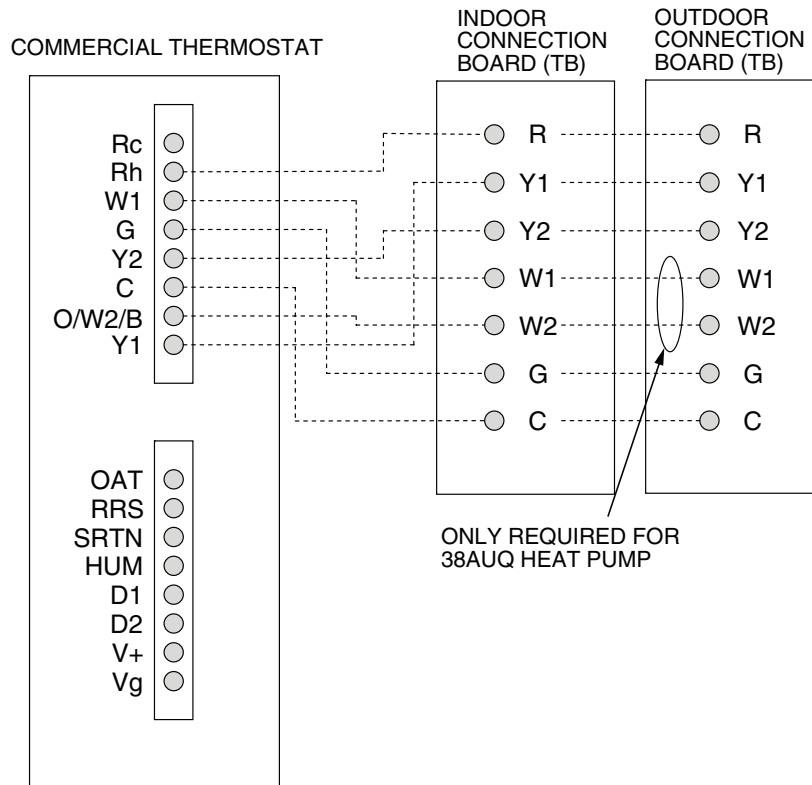 COMMERCIAL THERMOSTAT
Rc
Rh
W1
G
Y2
C
O/W2/B
Y1
OAT
RRS
SRTN
HUM
D1
D2
V+
Vg
INDOOR
CONNECTION
BOARD (TB)
R
Y1
Y2
W1
W2
G
C
OUTDOOR
CONNECTION
BOARD (TB)
R
Y1
Y2
W1
W2
G
C
ONLY REQUIRED FOR
38AUQ HEAT PUMP